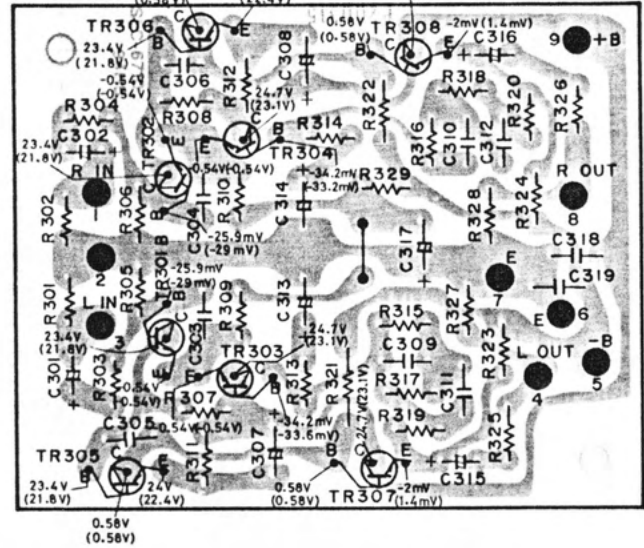 (0.58V)
(22.4V)
TR306
C
E
B
23.4V
(21.8V)
-0.54V
(-0.54V)
C306
R308
R312
C308
24.7V
(23.1V)
0.58V
(0.58V)
TR308
C
B
E
-2mV(1.4mV)
C316
9
+B
R318
R320
R326
R322
R316
C310
C312
R304
C302
23.4V
(21.8V)
R IN
1
TR302
E
C
B
E
C
B
R314
TR304
-0.54V(-0.54V)
-34.2mV
(-33.2mV)
R329
R302
R306
C304
R310
C314
-25.9mV
(-29mV)
R328
R324
R OUT
8
C317
C318
C319
2
TR301
B
-25.9mV
(-29mV)
R301
L IN
R305
3
C
E
23.4V
(21.8V)
R303
C301
C303
R309
C313
24.7V
(23.1V)
E
7
R327
E
6
R315
C309
R317
R319
C311
R323
L OUT
4
-B
5
E
TR303
C
B
R313
R321
-0.54V
(-0.54V)
R307
-0.54V(-0.54V)
-34.2mV
(-33.6mV)
24.7V(23.1V)
C305
R311
C307
R325
TR305
C
B
E
23.4V
(21.8V)
24V
(22.4V)
0.58V
(0.58V)
B
C
E
0.58V
(0.58V)
TR307
-2mV
(1.4mV)
C315